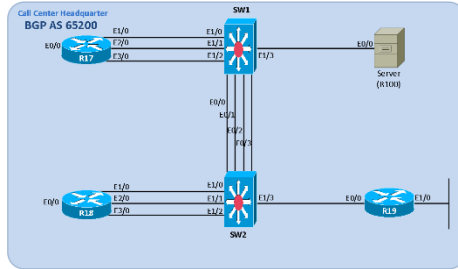 Call Center Headquarter
BGP AS 65200
SW1
E0/0
E1/0
E2/0
E3/0
R17
E1/0
E1/1
E1/2
E1/3
E0/0
Server
(R100)
E0/0
E0/1
E0/2
E0/3
E0/0
E1/0
E2/0
E3/0
R18
E1/0
E1/1
E1/2
E1/3
SW2
E0/0
E1/0
R19